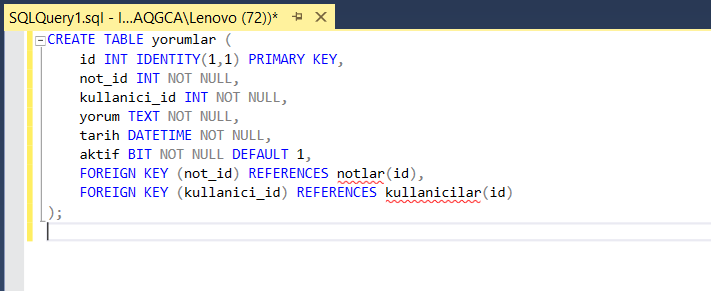 SQLQuery1.sql - I...AQGCA\Lenovo (72))*
CREATE TABLE yorumlar (
    id INT IDENTITY(1,1) PRIMARY KEY,
    not_id INT NOT NULL,
    kullanici_id INT NOT NULL,
    yorum TEXT NOT NULL,
    tarih DATETIME NOT NULL,
    aktif BIT NOT NULL DEFAULT 1,
    FOREIGN KEY (not_id) REFERENCES notlar(id),
    FOREIGN KEY (kullanici_id) REFERENCES kullanicilar(id)
);